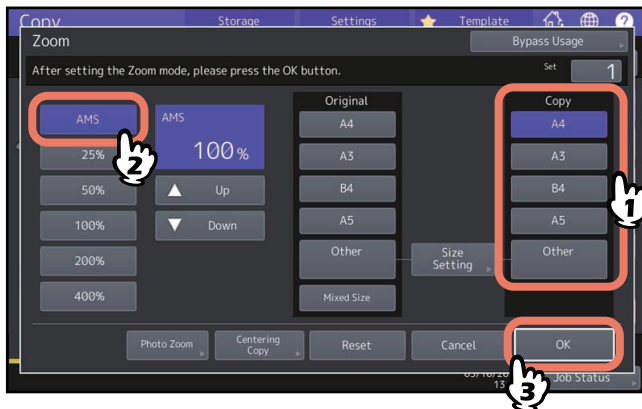 Copy Storage Settings Template
Zoom Bypass Usage
After setting the Zoom mode, please press the OK button. Set 1
Original Copy
AMS AMS A4 A4
25% 100 % A3 A3
50% Up B4 B4
100% Down A5 A5
200% Other Size Setting Other
400% Mixed Size
Photo Zoom Centering Copy Reset Cancel OK
Job Status
1
2
3